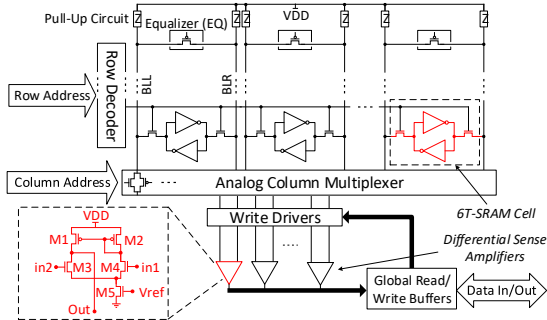 Pull-Up Circuit
VDD
Equalizer (EQ)
Z
Z
Z
Z
Z
Z
BLL
BLR
Row Address
Row Decoder
Column Address
Analog Column Multiplexer
6T-SRAM Cell
Write Drivers
Differential Sense
Amplifiers
VDD
M1
M2
in2
M3
M4
in1
M5
Vref
Out
Global Read/
Write Buffers
Data In/Out